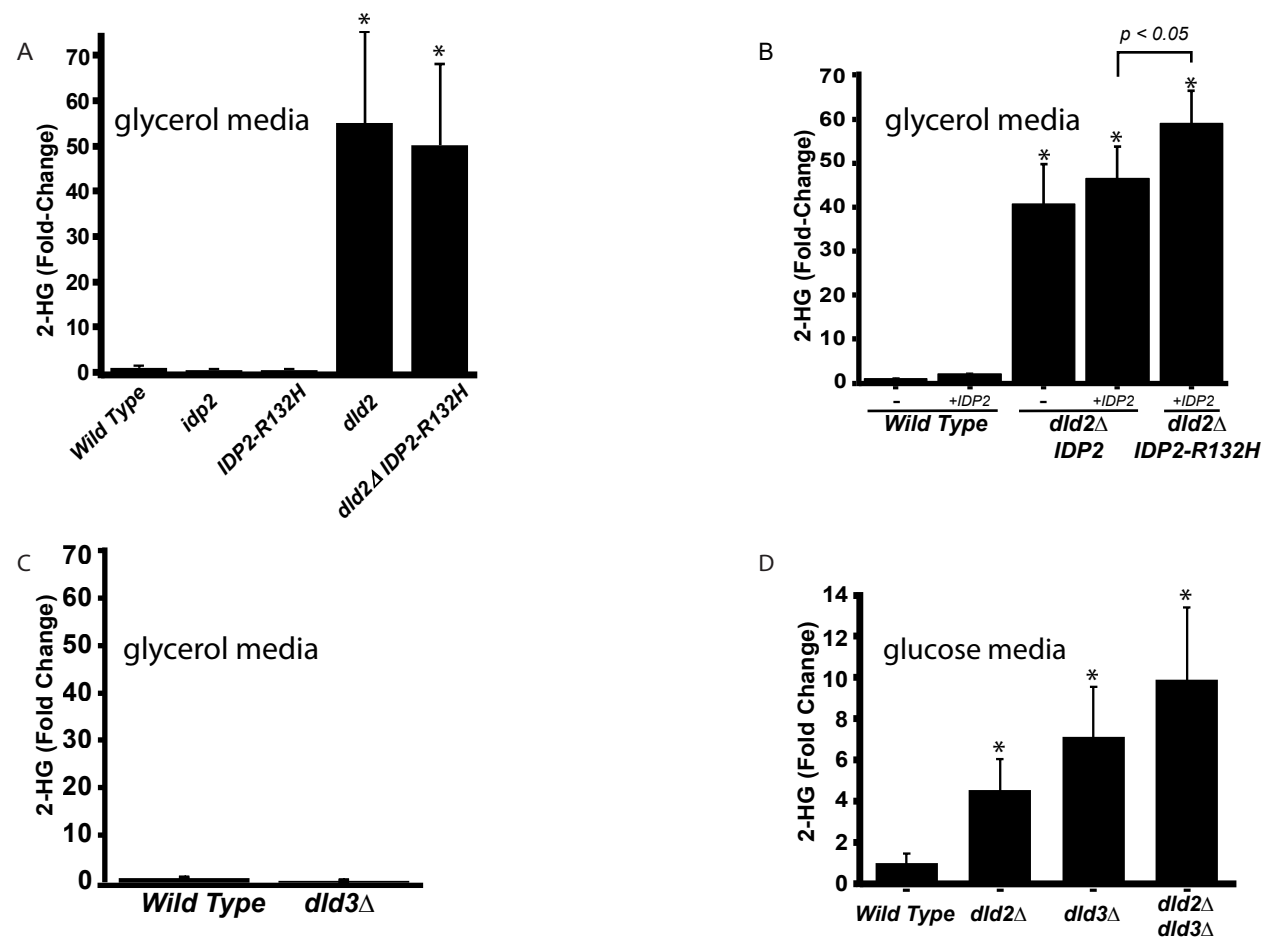 A
70
60
50
40
30
20
10
0
2-HG (Fold-Change)
glycerol media
*
*
Wild Type
idp2
IDP2-R132H
dld2
dld2Δ IDP2-R132H
B
p < 0.05
70
60
50
40
30
20
10
0
2-HG (Fold-Change)
glycerol media
*
*
*
- +IDP2 - +IDP2 +IDP2
Wild Type dld2Δ dld2Δ
IDP2 IDP2-R132H
C
70
60
50
40
30
20
10
0
2-HG (Fold Change)
glycerol media
Wild Type dld3Δ
D
14
12
10
8
6
4
2
0
2-HG (Fold Change)
glucose media
*
*
*
Wild Type dld2Δ dld3Δ dld2Δ
dld3Δ